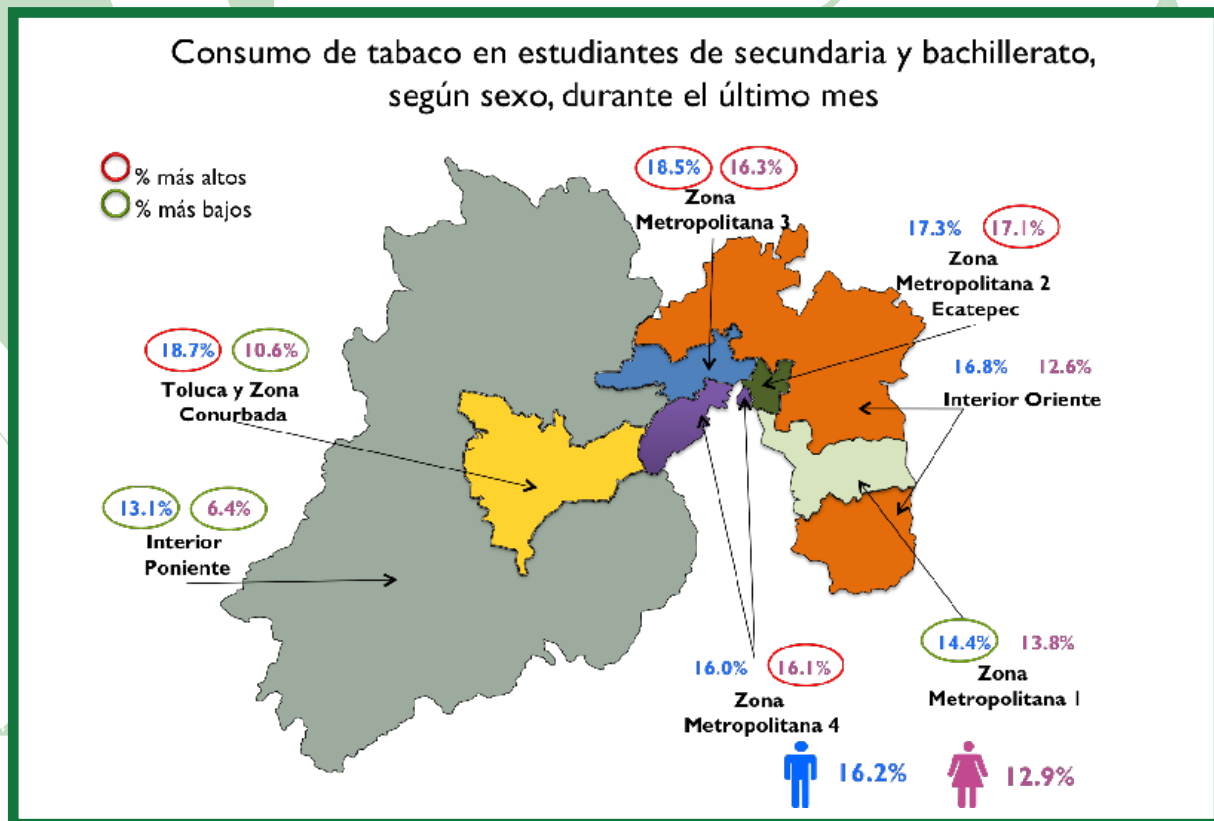 Consumo de tabaco en estudiantes de secundaria y bachillerato,
según sexo, durante el último mes
% más altos
% más bajos
18.5% 16.3%
Zona
Metropolitana 3
17.3% 17.1%
Zona
Metropolitana 2
Ecatepec
18.7% 10.6%
Toluca y Zona
Conurbada
16.8% 12.6%
Interior Oriente
13.1% 6.4%
Interior
Poniente
14.4% 13.8%
Zona
Metropolitana 1
16.0% 16.1%
Zona
Metropolitana 4
16.2% 12.9%